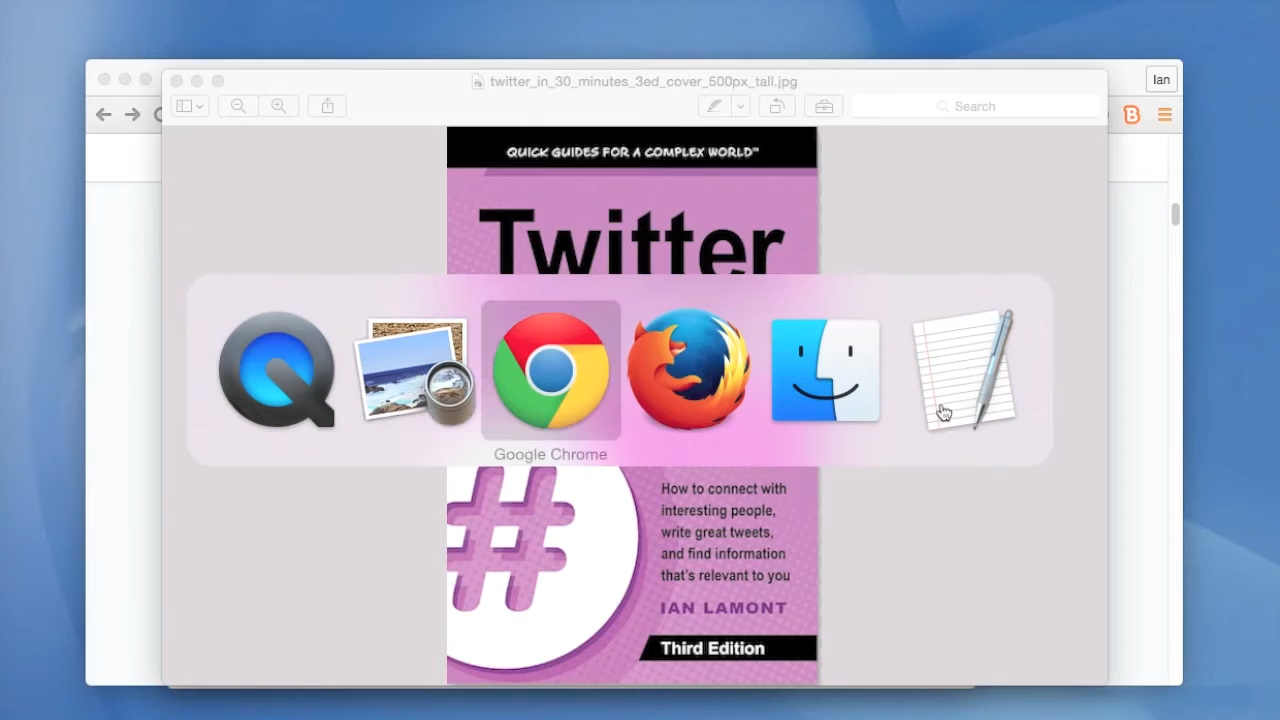 twitter_in_30_minutes_3ed_cover_500px_tall.jpg
Ian
Search
QUICK GUIDES FOR A COMPLEX WORLD™
Twitter
Google Chrome
How to connect with
interesting people,
write great tweets,
and find information
that's relevant to you
IAN LAMONT
Third Edition